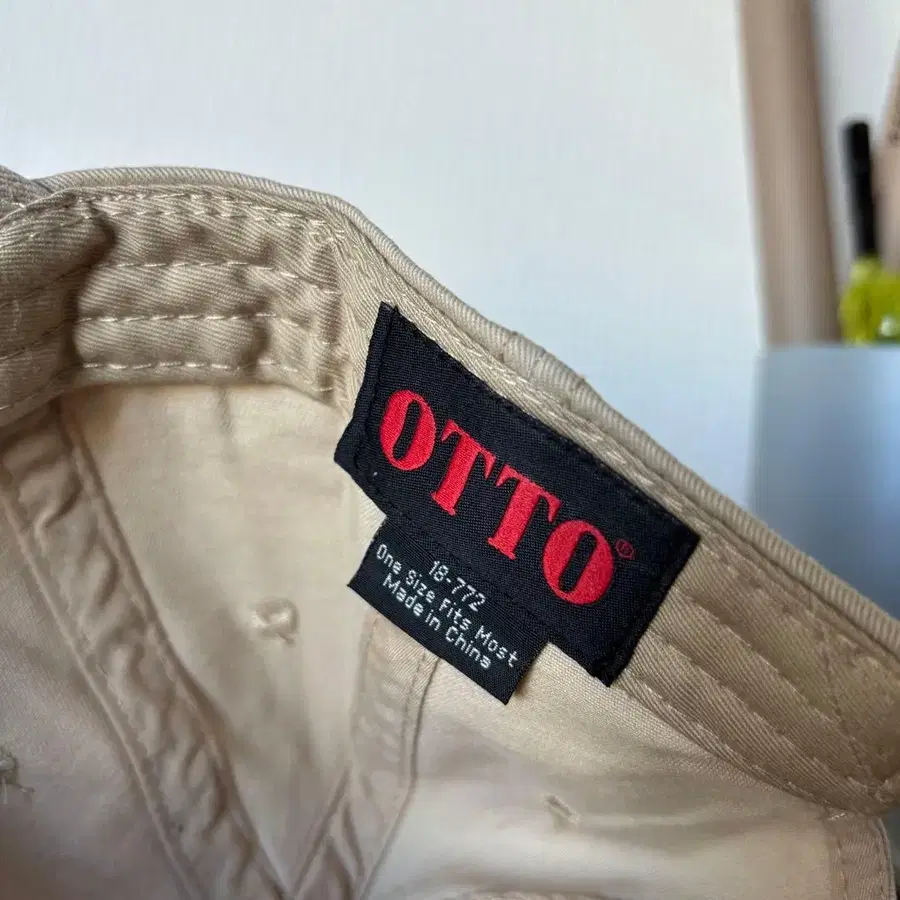 OTTO®
18-772
One Size Fits Most
Made in China